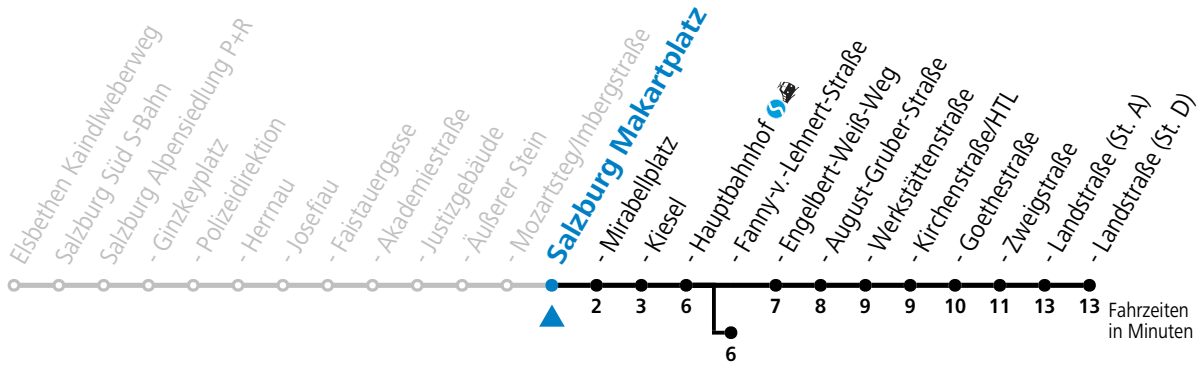 Elsbethen Kaindlweberweg
Salzburg Süd S-Bahn
Salzburg Alpensiedlung P+R
- Ginzkeyplatz
- Polizeidirektion
- Herrnau
- Josefiau
- Faistauergasse
- Akademiestraße
- Justizgebäude
- Äußerer Stein
- Mozartsteg/Imbergstraße
Salzburg Makartplatz
- Mirabellplatz
- Kiesel
- Hauptbahnhof
- Fanny-v.-Lehnert-Straße
- Engelbert-Weiß-Weg
- August-Gruber-Straße
- Werkstättenstraße
- Kirchenstraße/HTL
- Goethestraße
- Zweigstraße
- Landstraße (St. A)
- Landstraße (St. D)
2 3 6 7 8 9 9 10 11 13 13 Fahrzeiten
in Minuten
6